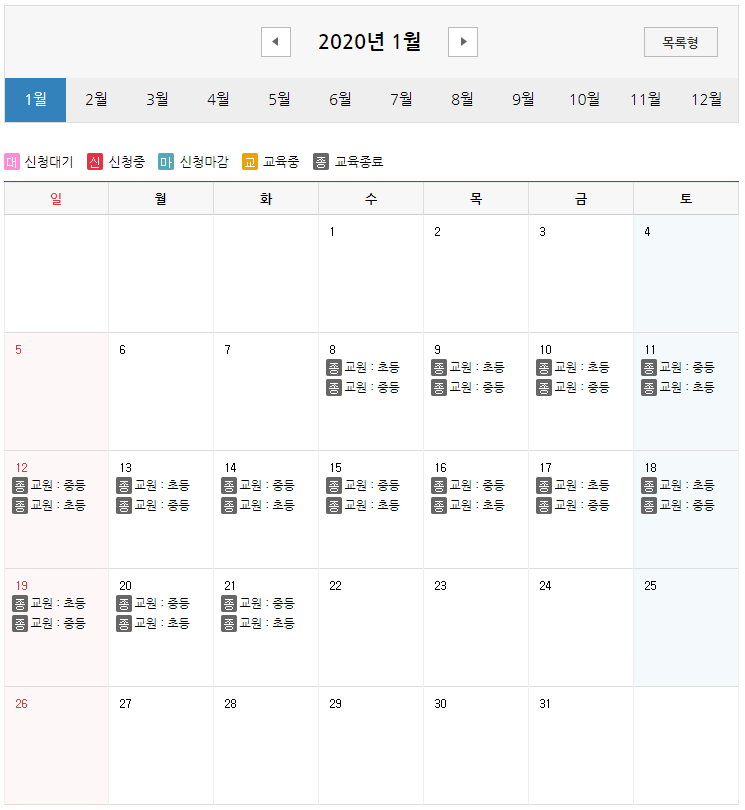 2020년 1월
목록형
1월 2월 3월 4월 5월 6월 7월 8월 9월 10월 11월 12월
대 신청대기 신 신청중 마 신청마감 교 교육중 종 교육종료
일 월 화 수 목 금 토
1 2 3 4
5 6 7 8 9 10 11
종 교원 : 초등 종 교원 : 초등 종 교원 : 초등 종 교원 : 중등
종 교원 : 중등 종 교원 : 중등 종 교원 : 중등 종 교원 : 초등
12 13 14 15 16 17 18
종 교원 : 중등 종 교원 : 초등 종 교원 : 중등 종 교원 : 중등 종 교원 : 중등 종 교원 : 초등 종 교원 : 초등
종 교원 : 초등 종 교원 : 중등 종 교원 : 초등 종 교원 : 초등 종 교원 : 초등 종 교원 : 중등 종 교원 : 중등
19 20 21 22 23 24 25
종 교원 : 초등 종 교원 : 중등 종 교원 : 중등
종 교원 : 중등 종 교원 : 초등 종 교원 : 초등
26 27 28 29 30 31